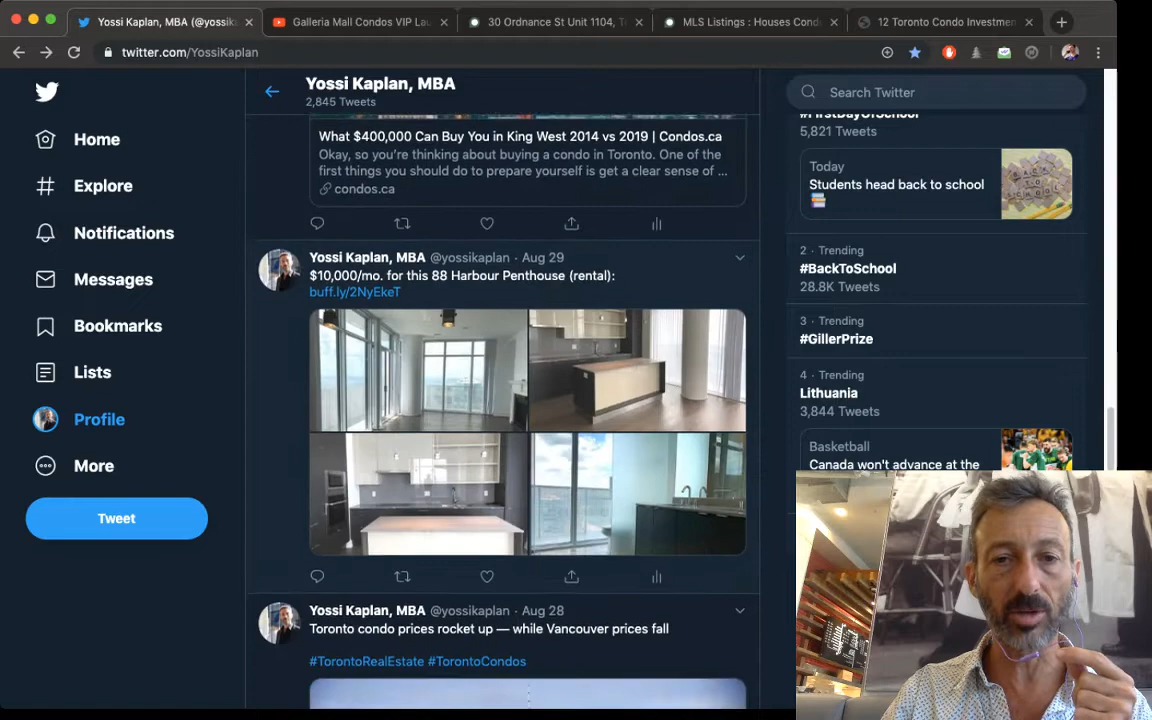 Yossi Kaplan, MBA (@yossik
Galleria Mall Condos VIP Lau
30 Ordnance St Unit 1104, T
MLS Listings : Houses Cond
12 Toronto Condo Investmen
twitter.com/YossiKaplan
Home
Explore
Notifications
Messages
Bookmarks
Lists
Profile
More
Tweet
Yossi Kaplan, MBA
2,845 Tweets
What $400,000 Can Buy You in King West 2014 vs 2019 | Condos.ca
Okay, so you're thinking about buying a condo in Toronto. One of the
first things you should do to prepare yourself is get a clear sense of ...
condos.ca
Yossi Kaplan, MBA @yossikaplan · Aug 29
$10,000/mo. for this 88 Harbour Penthouse (rental):
buff.ly/2NyEkeT
Yossi Kaplan, MBA @yossikaplan · Aug 28
Toronto condo prices rocket up — while Vancouver prices fall
#TorontoRealEstate #TorontoCondos
Search Twitter
#FirstDayOfSchool
5,821 Tweets
Today
Students head back to school
BACK
TO
SCHOOL
2 · Trending
#BackToSchool
28.8K Tweets
3 · Trending
#GillerPrize
4 · Trending
Lithuania
3,844 Tweets
Basketball
Canada won't advance at the